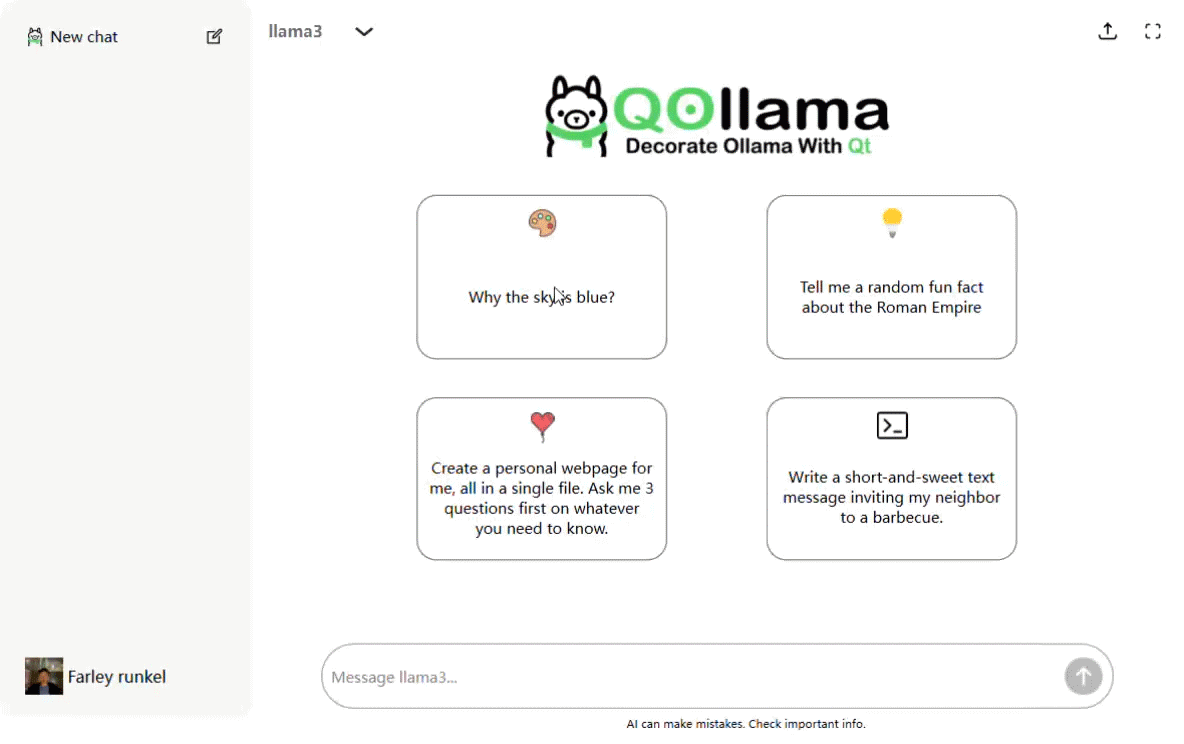 New chat
llama3
QOllama
Decorate Ollama With Qt
Why the sky is blue?
Tell me a random fun fact
about the Roman Empire
Create a personal webpage for
me, all in a single file. Ask me 3
questions first on whatever
you need to know.
Write a short-and-sweet text
message inviting my neighbor
to a barbecue.
Farley runkel
Message llama3...
AI can make mistakes. Check important info.